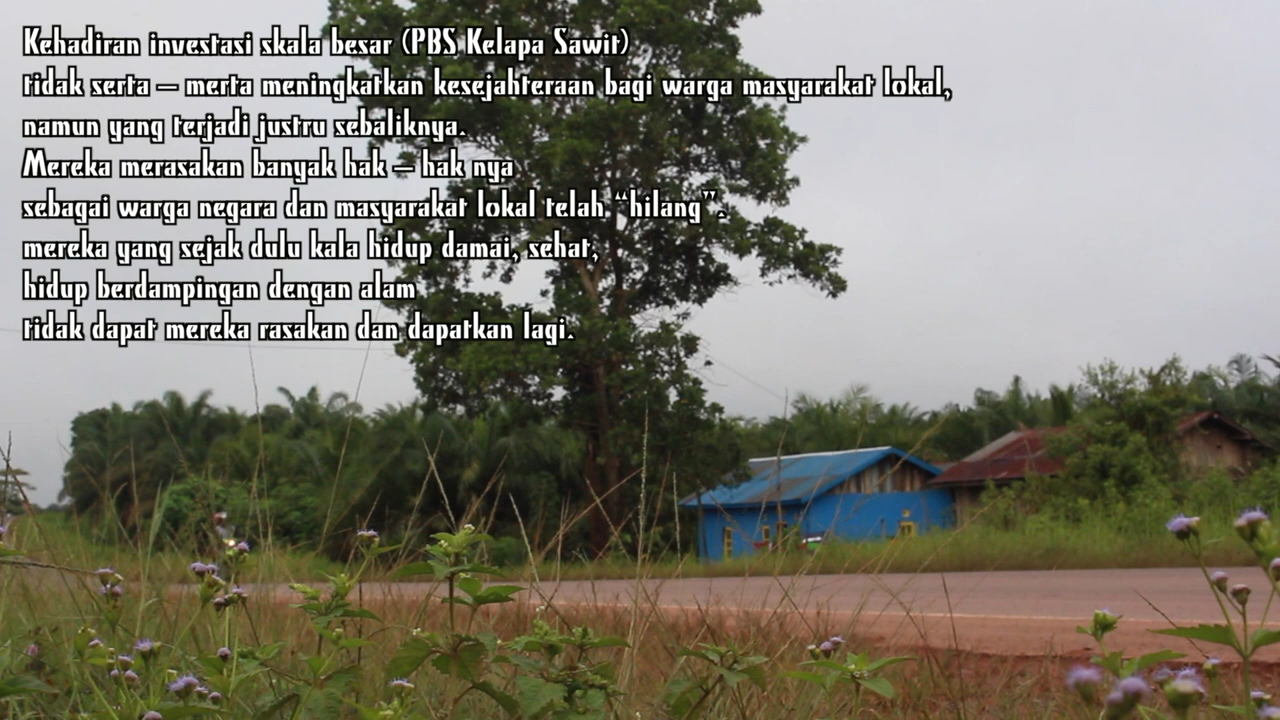 Kehadiran investasi skala besar (PBS Kelapa Sawit)
tidak serta – merta meningkatkan kesejahteraan bagi warga masyarakat lokal,
namun yang terjadi justru sebaliknya.
Mereka merasakan banyak hak – hak nya
sebagai warga negara dan masyarakat lokal telah “hilang”.
mereka yang sejak dulu kala hidup damai, sehat,
hidup berdampingan dengan alam
tidak dapat mereka rasakan dan dapatkan lagi.